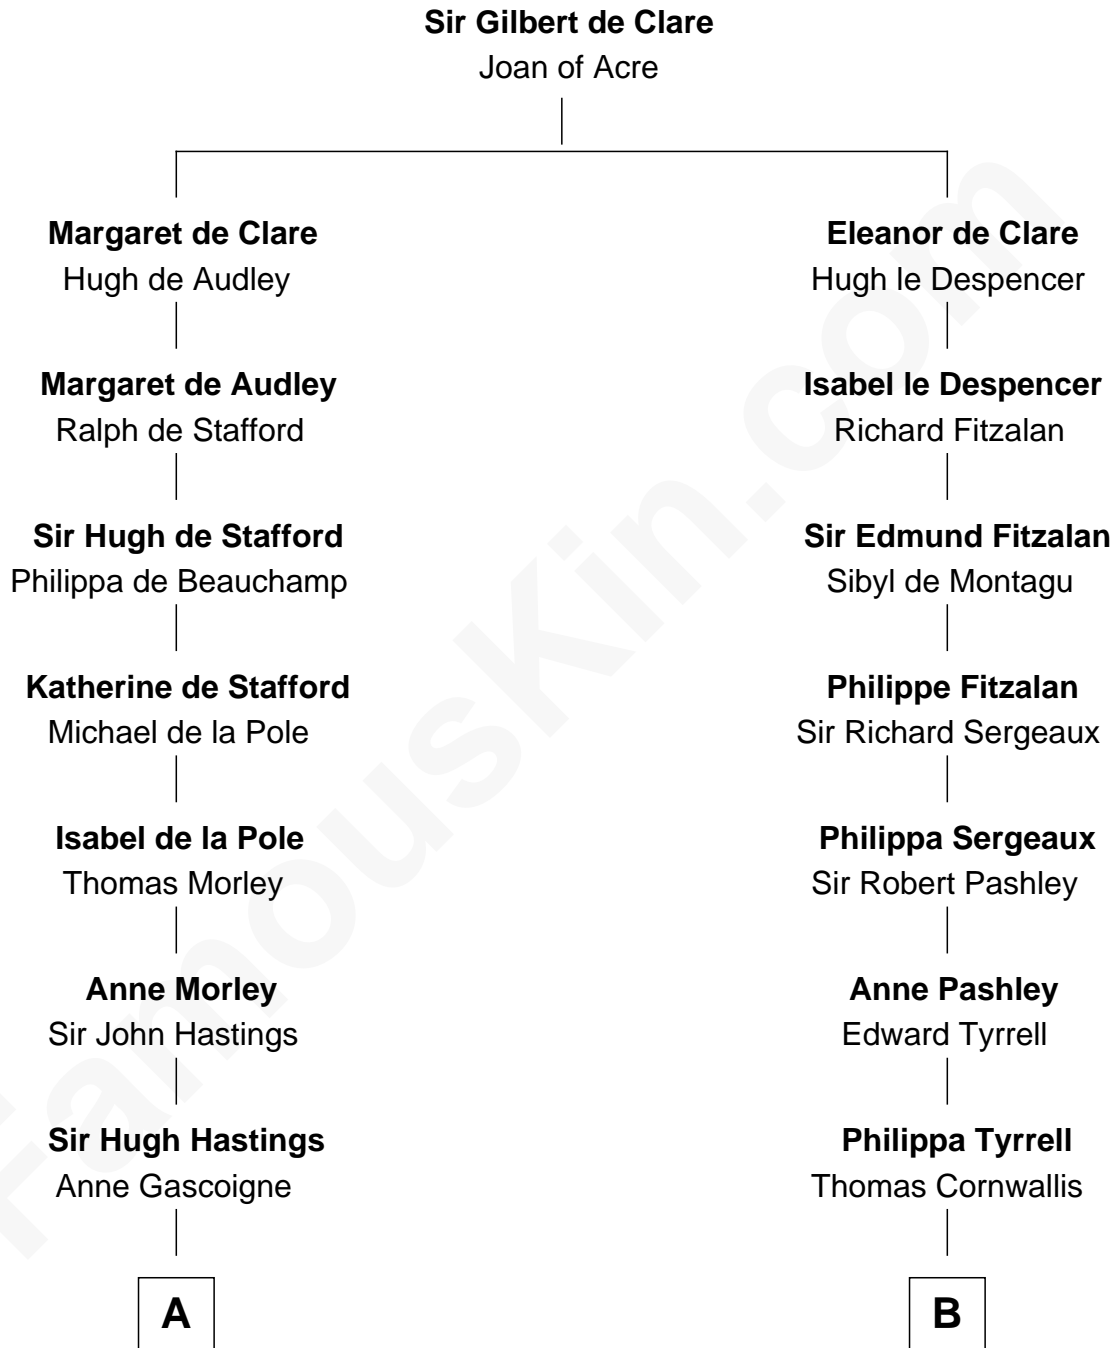 Sir Gilbert de Clare
Joan of Acre
Margaret de Clare
Hugh de Audley
Eleanor de Clare
Hugh le Despencer
Margaret de Audley
Ralph de Stafford
Isabel le Despencer
Richard Fitzalan
Sir Hugh de Stafford
Philippa de Beauchamp
Sir Edmund Fitzalan
Sibyl de Montagu
Katherine de Stafford
Michael de la Pole
Philippe Fitzalan
Sir Richard Sergeaux
Isabel de la Pole
Thomas Morley
Philippa Sergeaux
Sir Robert Pashley
Anne Morley
Sir John Hastings
Anne Pashley
Edward Tyrrell
Sir Hugh Hastings
Anne Gascoigne
Philippa Tyrrell
Thomas Cornwallis
A
B
FamousKin.com